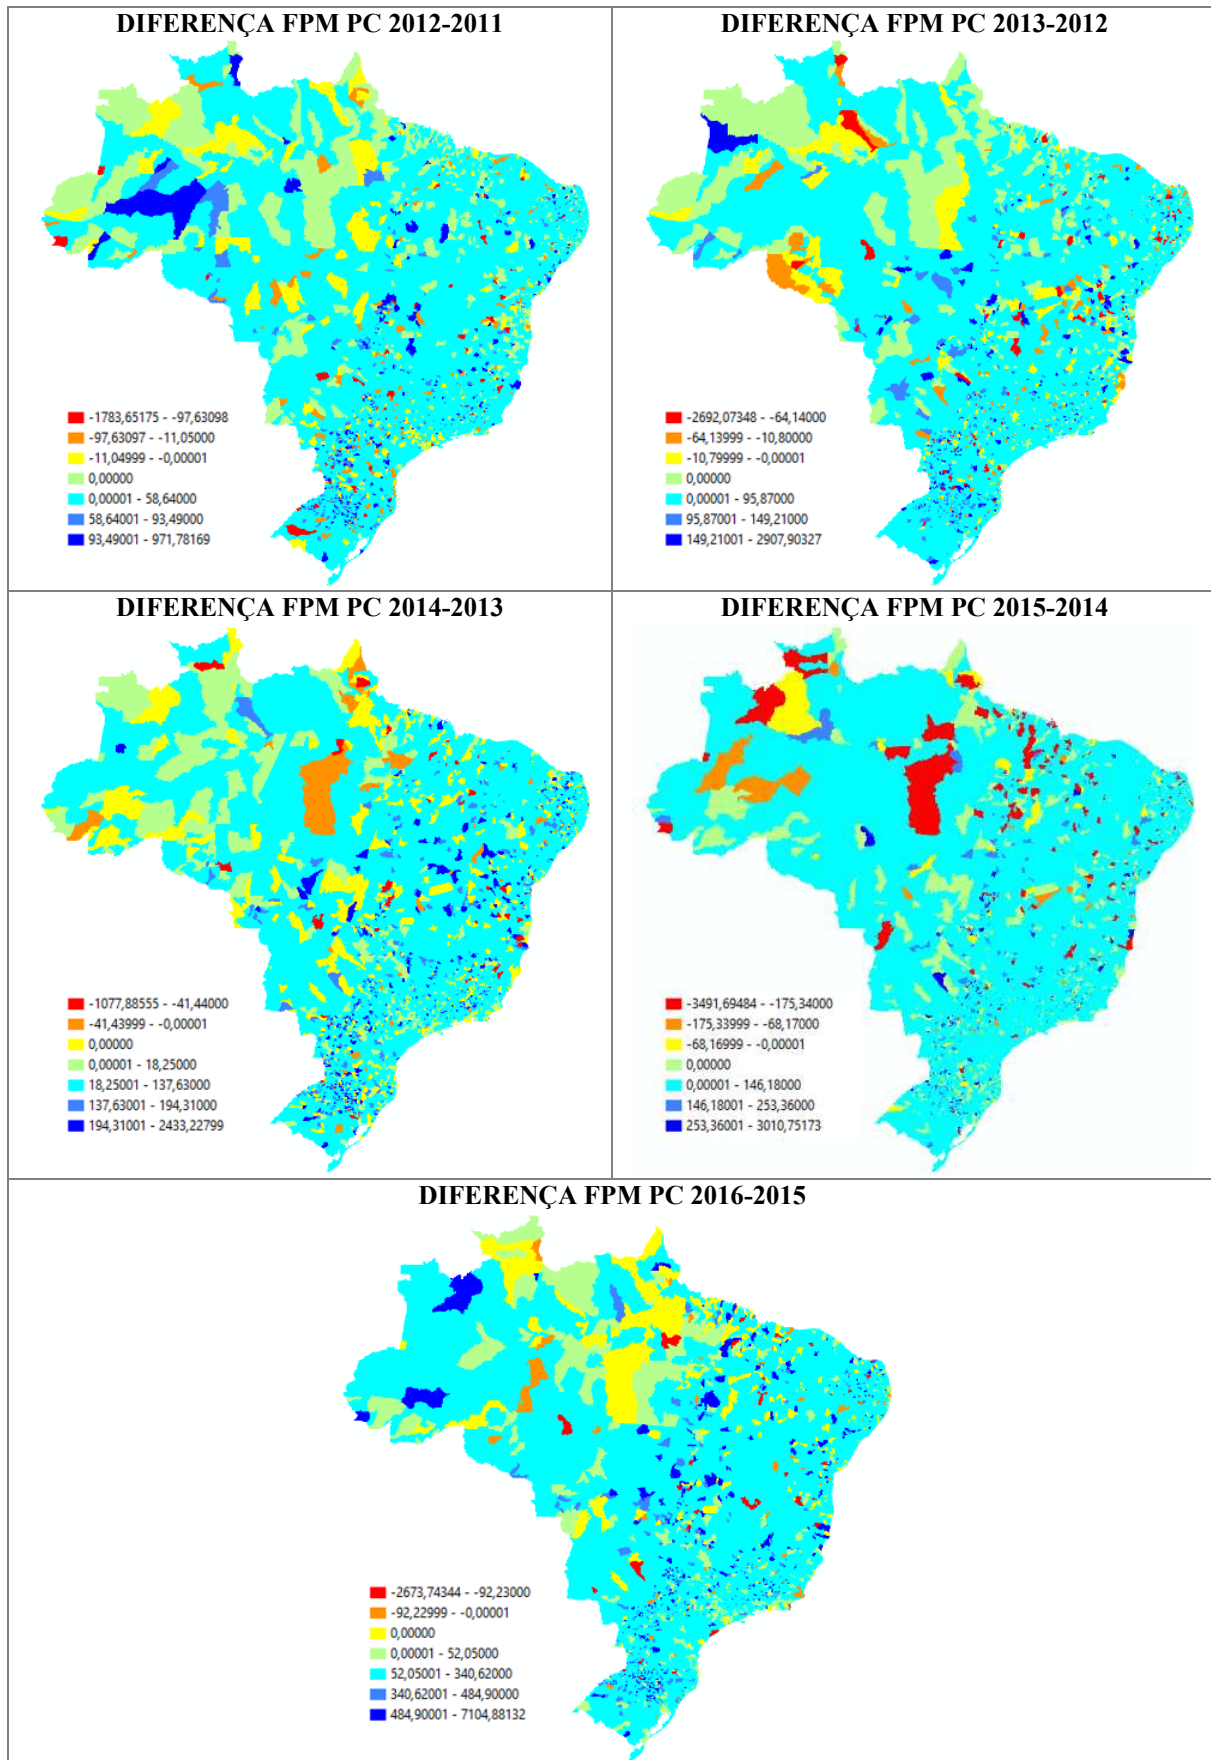 DIFERENÇA FPM PC 2012-2011
-1783,65175 - -97,63098
-97,63097 - -11,05000
-11,04999 - -0,00001
0,00000
0,00001 - 58,64000
58,64001 - 93,49000
93,49001 - 971,78169
DIFERENÇA FPM PC 2013-2012
-2692,07348 - -64,14000
-64,13999 - -10,80000
-10,79999 - -0,00001
0,00000
0,00001 - 95,87000
95,87001 - 149,21000
149,21001 - 2907,90327
DIFERENÇA FPM PC 2014-2013
-1077,88555 - -41,44000
-41,43999 - -0,00001
0,00000
0,00001 - 18,25000
18,25001 - 137,63000
137,63001 - 194,31000
194,31001 - 2433,22799
DIFERENÇA FPM PC 2015-2014
-3491,69484 - -175,34000
-175,33999 - -68,17000
-68,16999 - -0,00001
0,00000
0,00001 - 146,18000
146,18001 - 253,36000
253,36001 - 3010,75173
DIFERENÇA FPM PC 2016-2015
-2673,74344 - -92,23000
-92,22999 - -0,00001
0,00000
0,00001 - 52,05000
52,05001 - 340,62000
340,62001 - 484,90000
484,90001 - 7104,88132